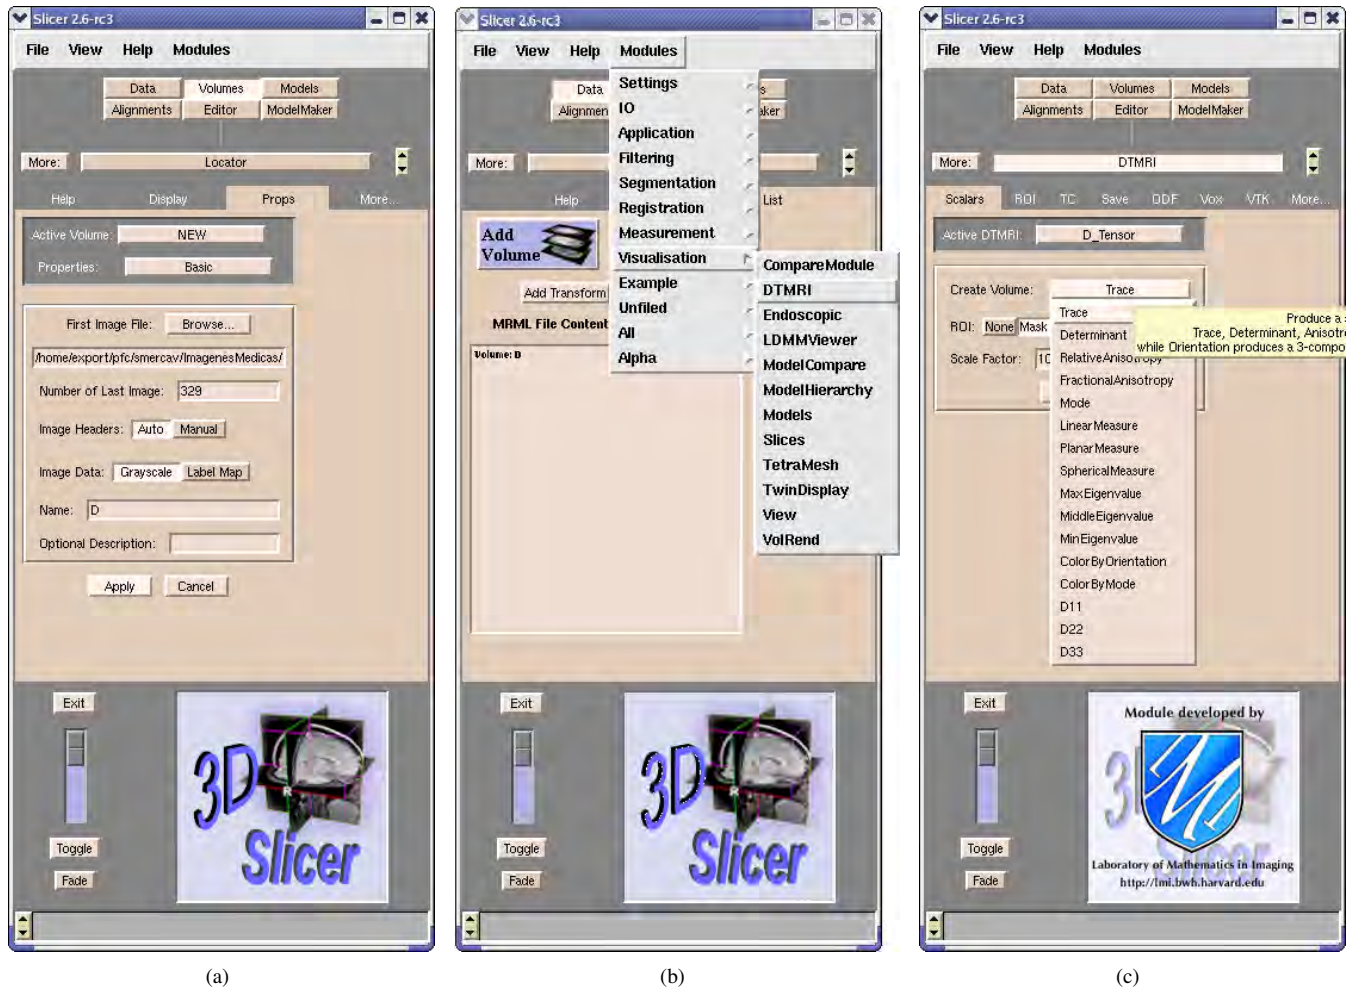 Slicer 2.6-rc3
File View Help Modules
Data Volumes Models
Alignments Editor ModelMaker
More: Locator
Help Display Props More...
Active Volume: NEW
Properties: Basic
First Image File: Browse...
/home/export/pfc/smercav/ImagenesMedicas/
Number of Last Image: 329
Image Headers: Auto Manual
Image Data: Grayscale Label Map
Name: D
Optional Description:
Apply Cancel
Exit
Toggle
Fade
3D
Slicer
R
(a)
Slicer 2.6-rc3
File View Help Modules
Data
Alignmen
More:
Help List
Add
Volume
Add Transform
MRML File Content
Volume: D
Settings
IO
Application
Filtering
Segmentation
Registration
Measurement
Visualisation
Example
Unfiled
All
Alpha
CompareModule
DTMRI
Endoscopic
LDMMViewer
ModelCompare
ModelHierarchy
Models
Slices
TetraMesh
TwinDisplay
View
VolRend
Exit
Toggle
Fade
3D
Slicer
R
(b)
Slicer 2.6-rc3
File View Help Modules
Data Volumes Models
Alignments Editor ModelMaker
More: DTMRI
Scalars ROI TC Save ODF Vox VTK More...
Active DTMRI: D_Tensor
Create Volume: Trace
ROI: None Mask
Scale Factor: 10
Trace
Determinant
RelativeAnisotropy
FractionalAnisotropy
Mode
LinearMeasure
PlanarMeasure
SphericalMeasure
MaxEigenvalue
MiddleEigenvalue
MinEigenvalue
ColorByOrientation
ColorByMode
D11
D22
D33
Produce a
Trace, Determinant, Anisotr
while Orientation produces a 3-compo
Exit
Toggle
Fade
Module developed by
3D
Slicer
Laboratory of Mathematics in Imaging
http://lmi.bwh.harvard.edu
(c)